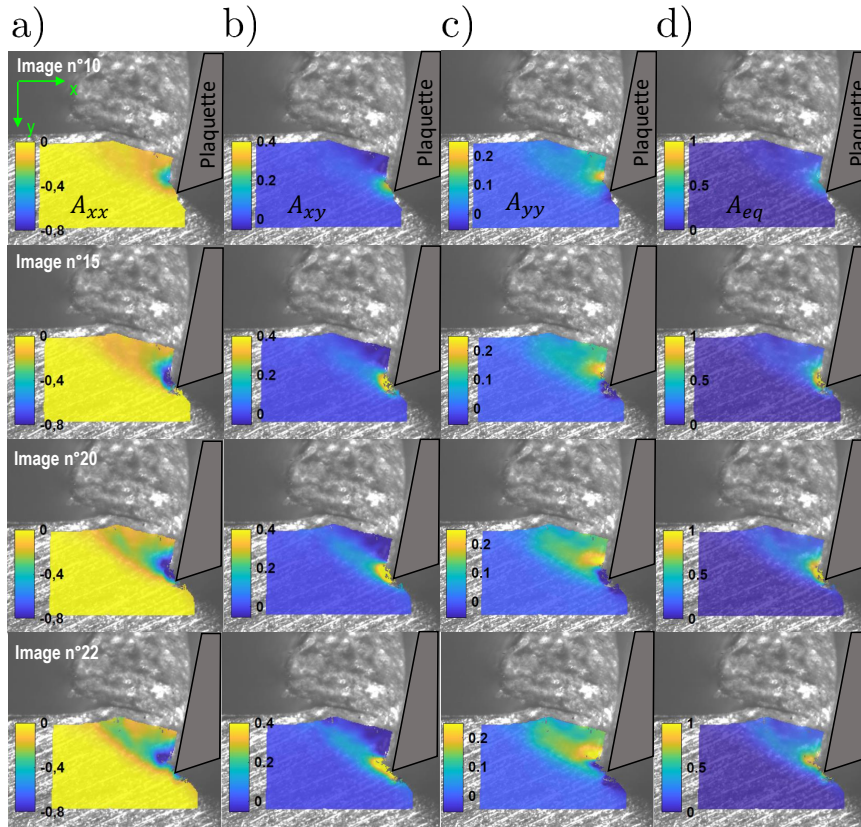 a) b) c) d)
Image n°10
x
y
Plaquette Plaquette Plaquette Plaquette
0 -0,4 -0,8
0.4 0.2 0
0.2 0.1 0
1 0,5 0
A_xx A_xy A_yy A_eq
Image n°15
0 -0,4 -0,8
0.4 0.2 0
0.2 0.1 0
1 0,5 0
Image n°20
0 -0,4 -0,8
0.4 0.2 0
0.2 0.1 0
1 0,5 0
Image n°22
0 -0,4 -0,8
0.4 0.2 0
0.2 0.1 0
1 0,5 0